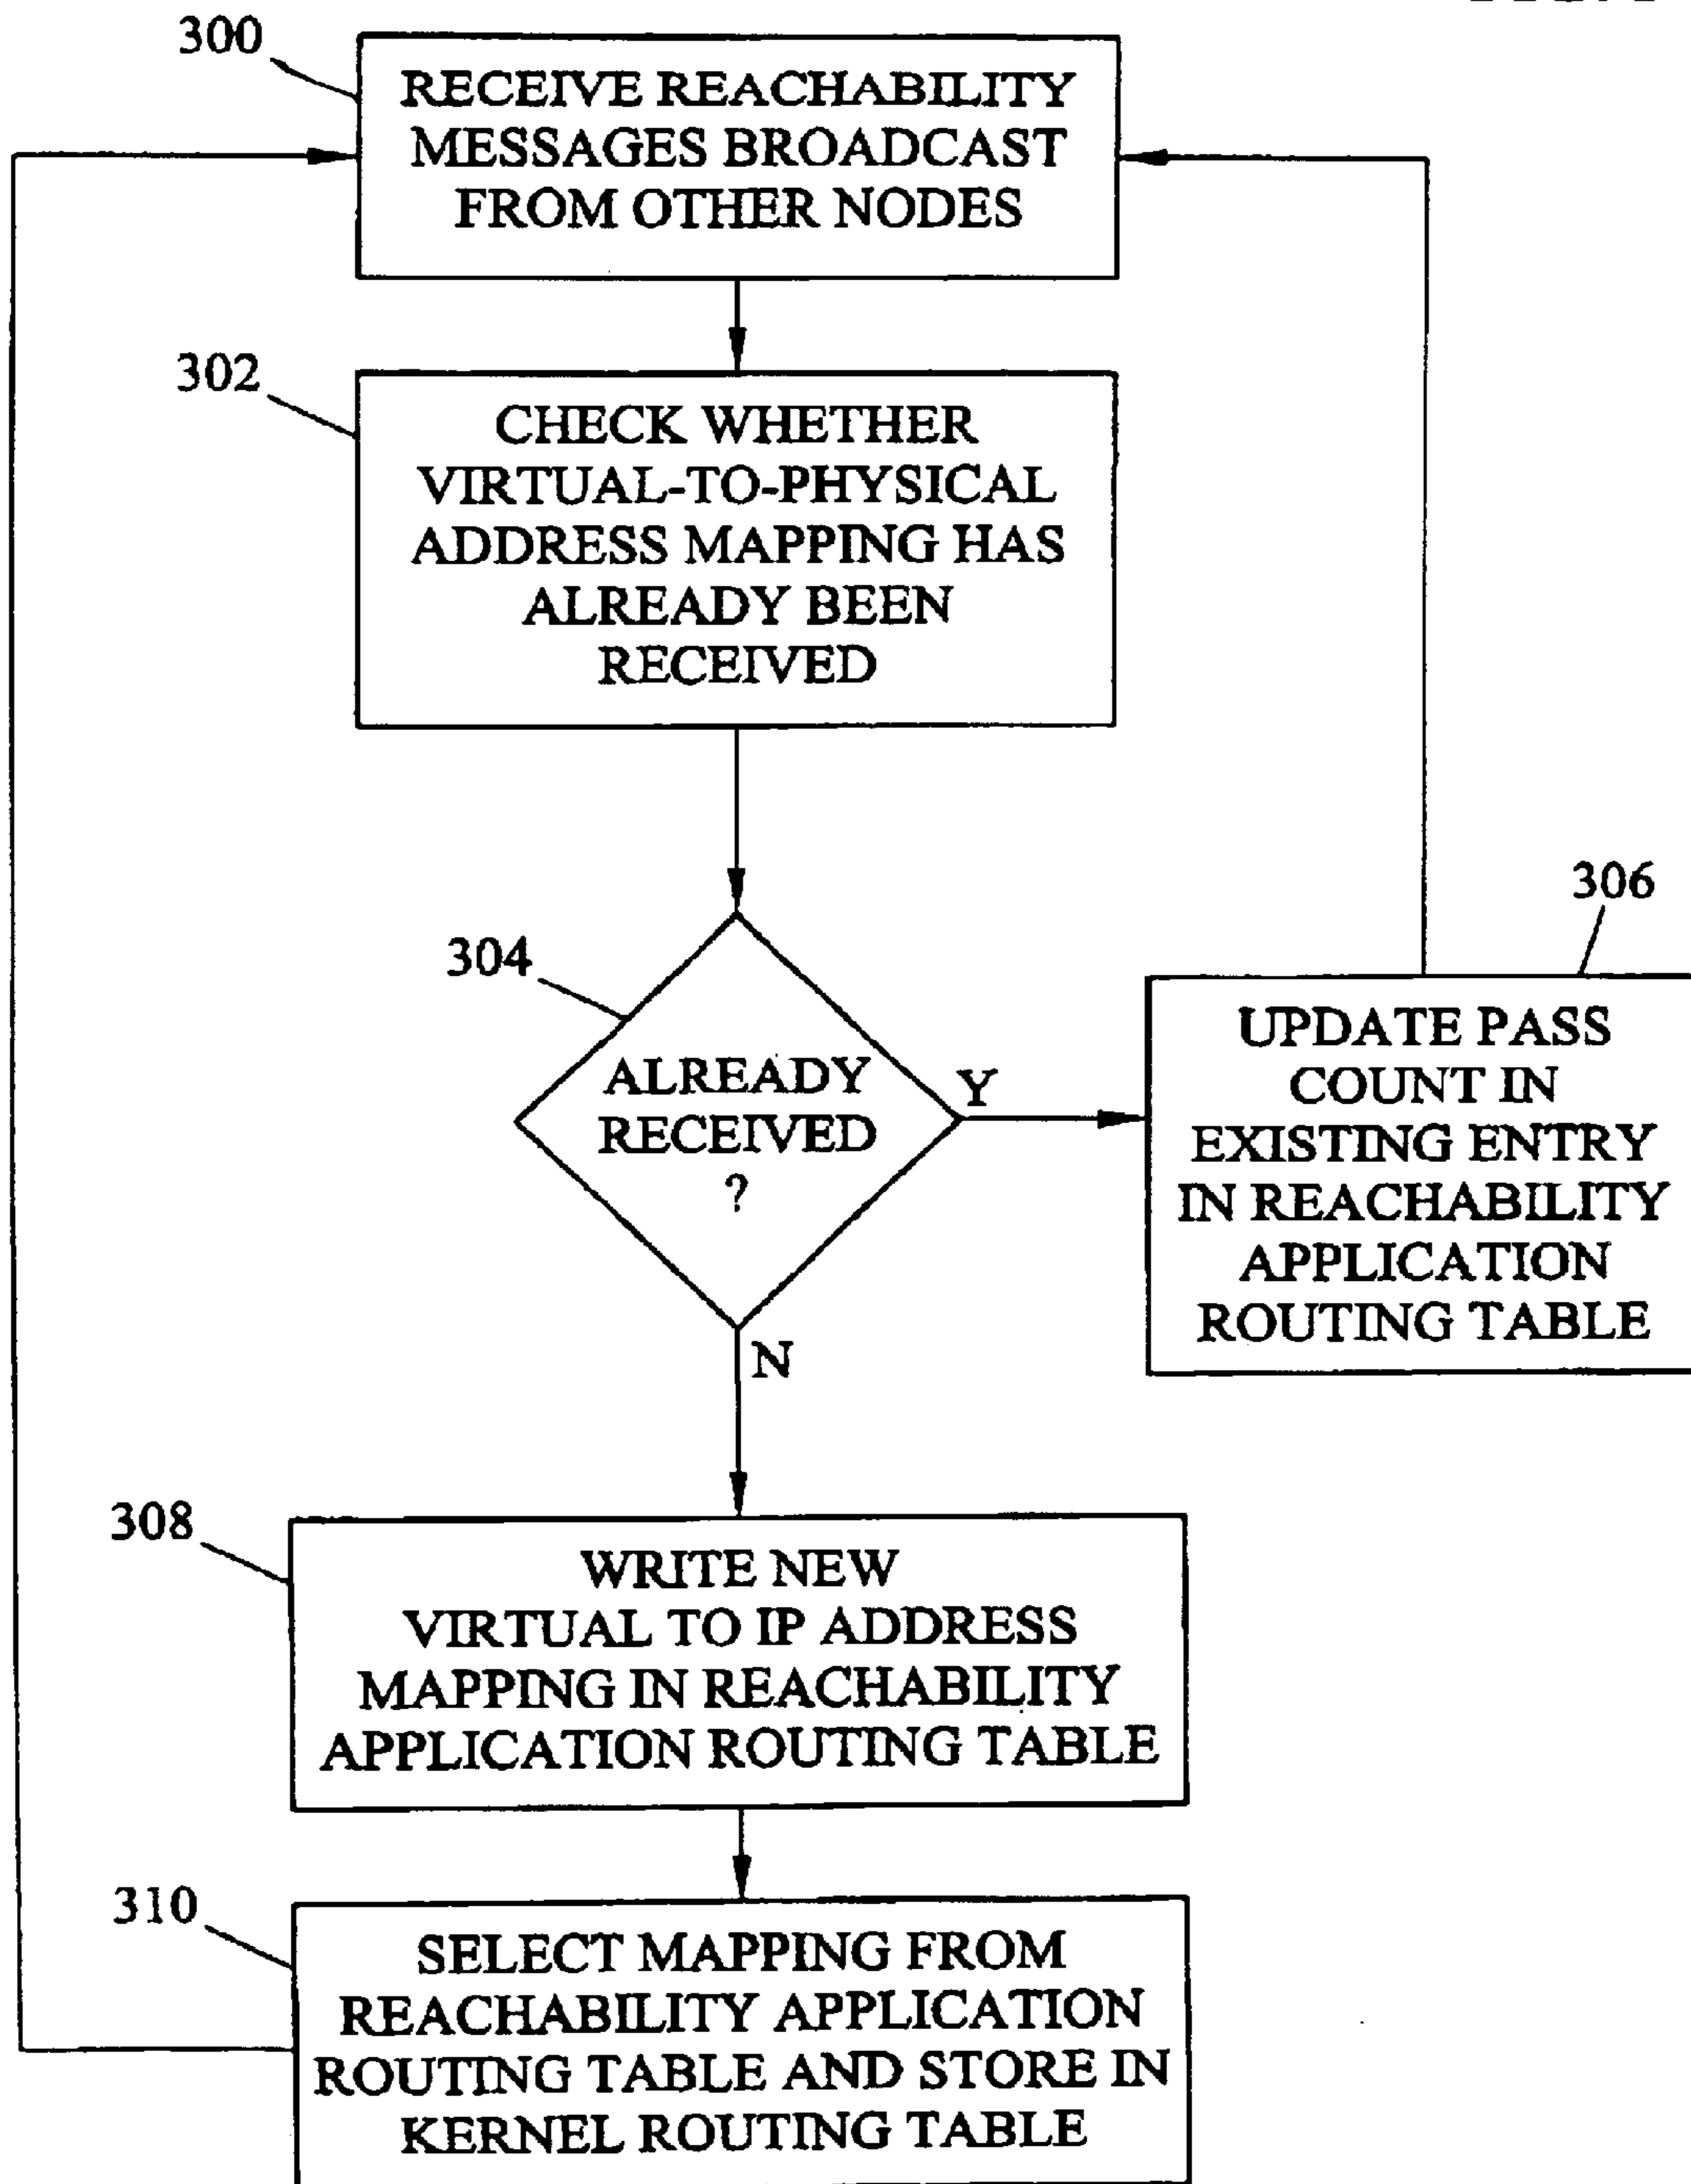 300
RECEIVE REACHABILITY
MESSAGES BROADCAST
FROM OTHER NODES
302
CHECK WHETHER
VIRTUAL-TO-PHYSICAL
ADDRESS MAPPING HAS
ALREADY BEEN
RECEIVED
304
ALREADY
RECEIVED
?
Y
306
UPDATE PASS
COUNT IN
EXISTING ENTRY
IN REACHABILITY
APPLICATION
ROUTING TABLE
N
308
WRITE NEW
VIRTUAL TO IP ADDRESS
MAPPING IN REACHABILITY
APPLICATION ROUTING TABLE
310
SELECT MAPPING FROM
REACHABILITY APPLICATION
ROUTING TABLE AND STORE IN
KERNEL ROUTING TABLE